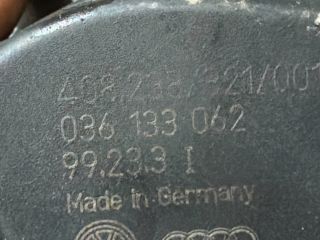 408.238/321/001
036 133 062
99.23.3 I
Made in Germany